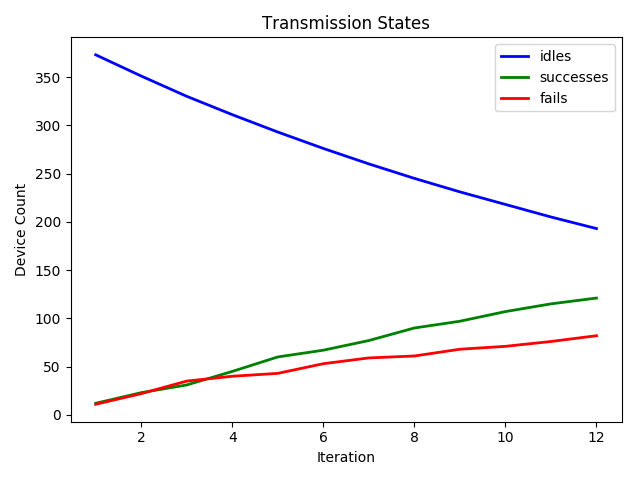 Transmission States
idles
successes
fails
Device Count
350
300
250
200
150
100
50
0
2 4 6 8 10 12
Iteration